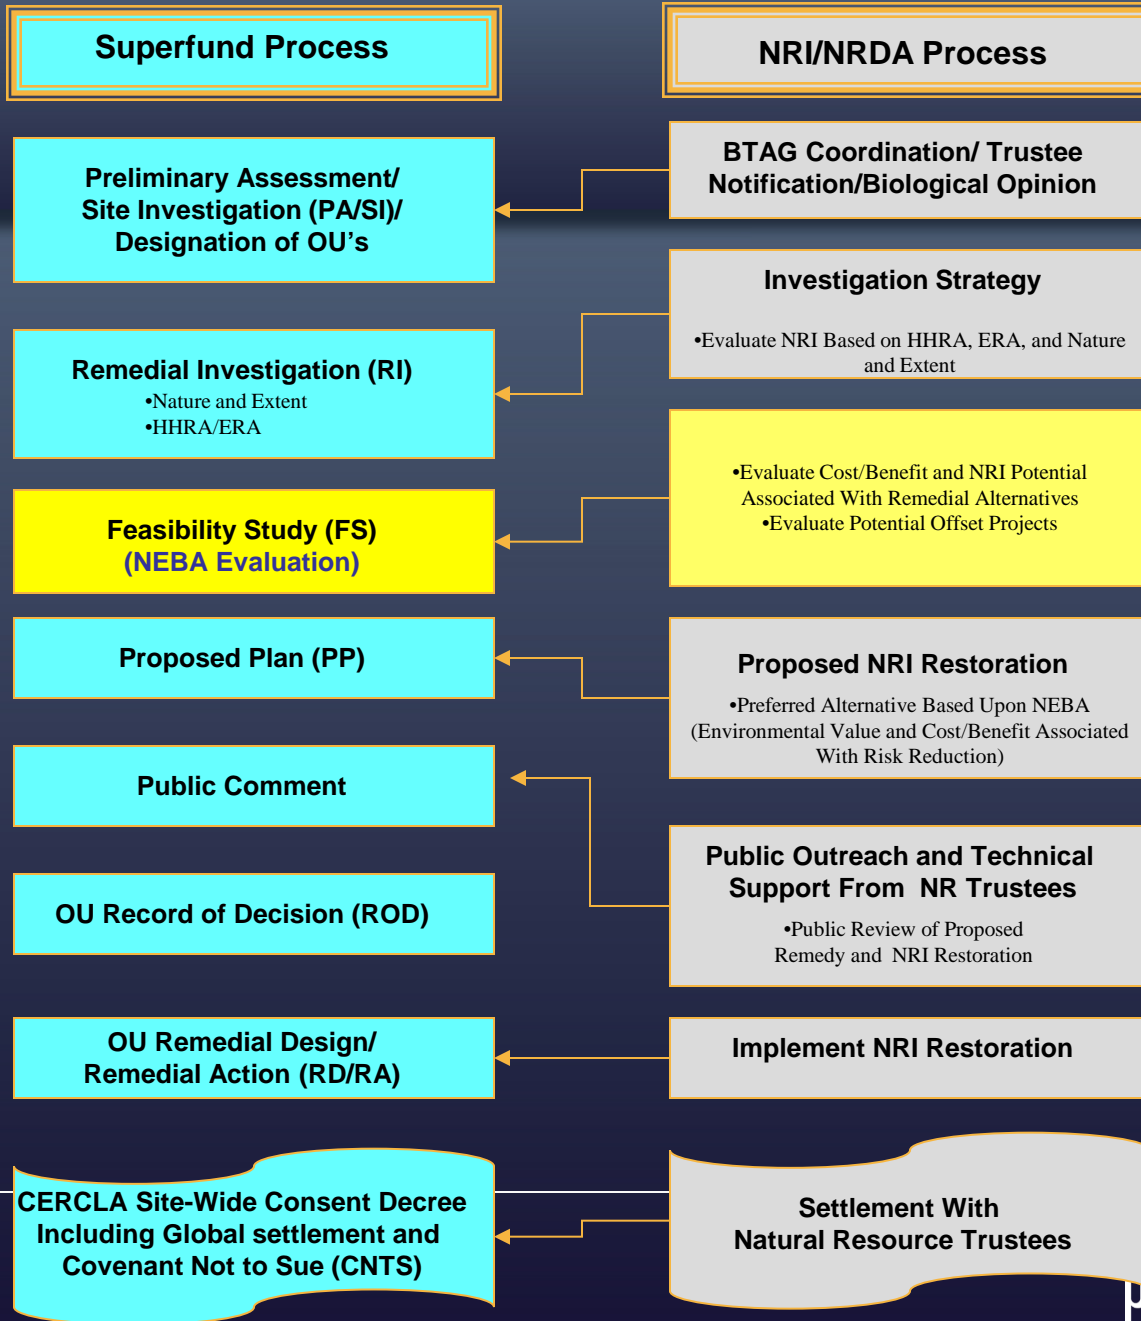 Superfund Process
Preliminary Assessment/
Site Investigation (PA/SI)/
Designation of OU's
Remedial Investigation (RI)
•Nature and Extent
•HHRA/ERA
Feasibility Study (FS)
(NEBA Evaluation)
Proposed Plan (PP)
Public Comment
OU Record of Decision (ROD)
OU Remedial Design/
Remedial Action (RD/RA)
CERCLA Site-Wide Consent Decree
Including Global settlement and
Covenant Not to Sue (CNTS)
NRI/NRDA Process
BTAG Coordination/ Trustee
Notification/Biological Opinion
Investigation Strategy
•Evaluate NRI Based on HHRA, ERA, and Nature
and Extent
•Evaluate Cost/Benefit and NRI Potential
Associated With Remedial Alternatives
•Evaluate Potential Offset Projects
Proposed NRI Restoration
•Preferred Alternative Based Upon NEBA
(Environmental Value and Cost/Benefit Associated
With Risk Reduction)
Public Outreach and Technical
Support From NR Trustees
•Public Review of Proposed
Remedy and NRI Restoration
Implement NRI Restoration
Settlement With
Natural Resource Trustees